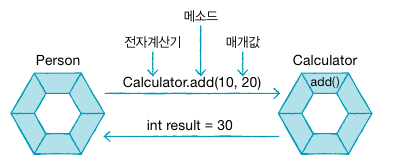 메소드
전자계산기
매개값
Person
Calculator
Calculator.add(10, 20)
add()
int result = 30